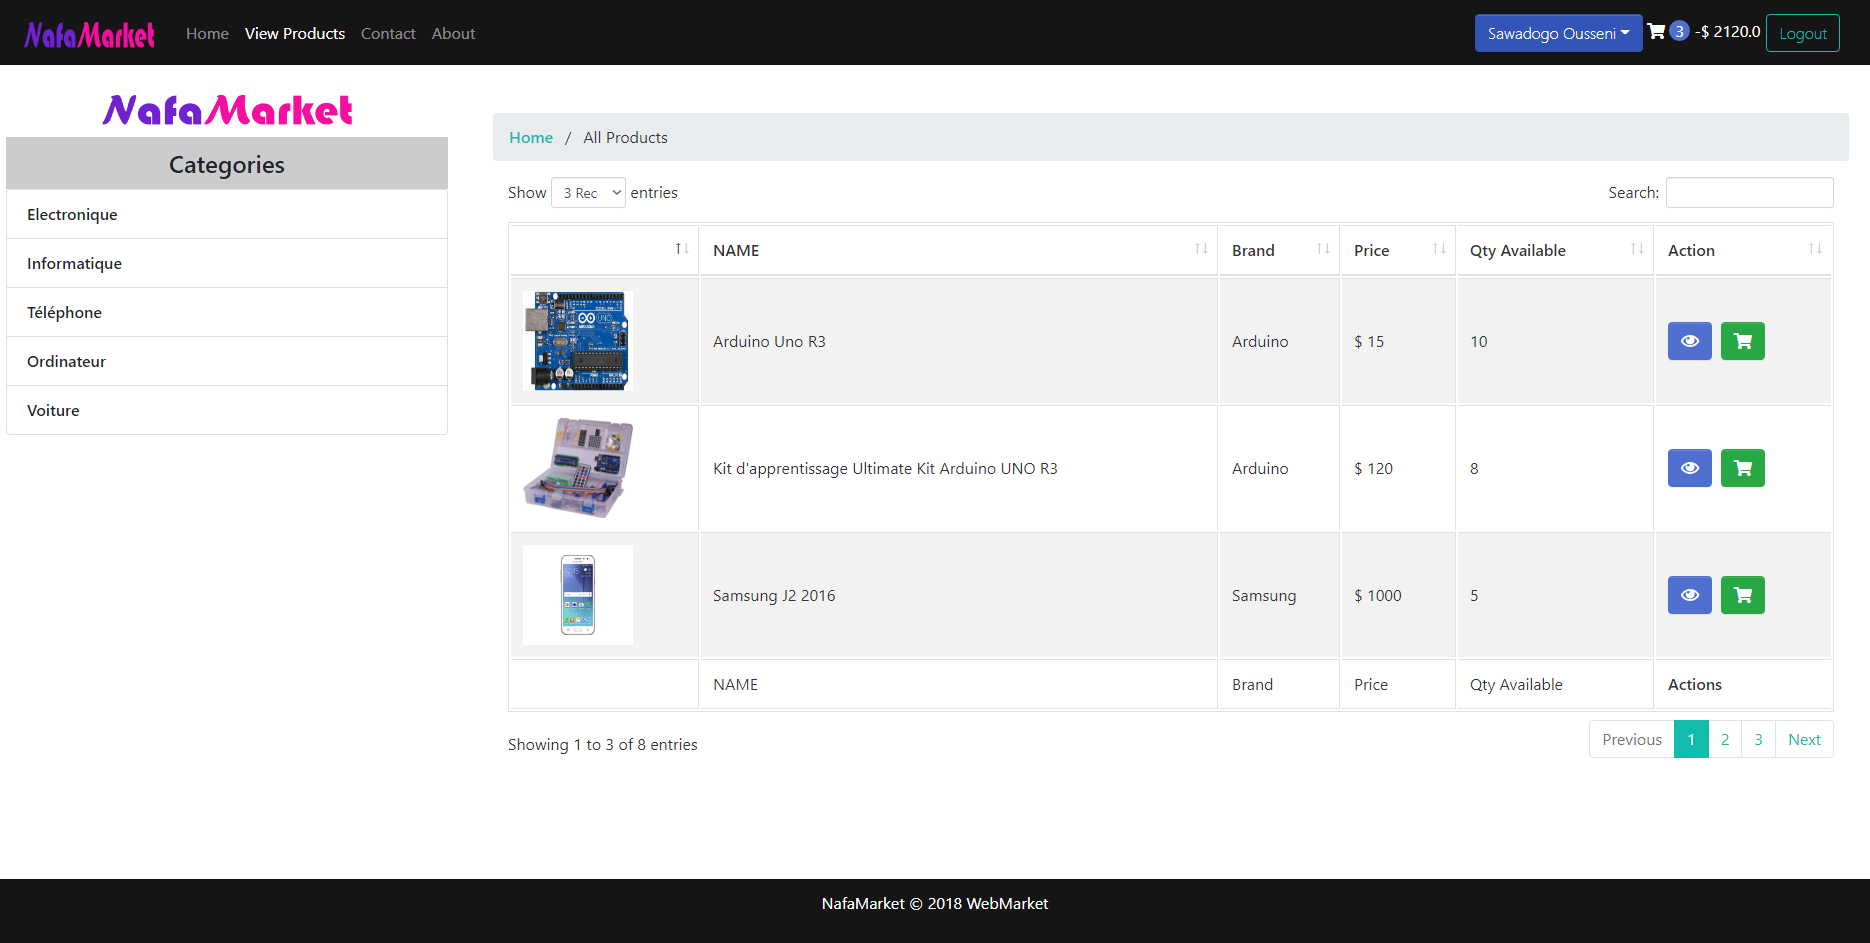 NafaMarket Home View Products Contact About Sawadogo Ousseni 3 -$ 2120.0 Logout
NafaMarket
Categories
Electronique
Informatique
Téléphone
Ordinateur
Voiture
Home / All Products
Show 3 Rec entries Search:
NAME Brand Price Qty Available Action
Arduino Uno R3 Arduino $ 15 10
Kit d'apprentissage Ultimate Kit Arduino UNO R3 Arduino $ 120 8
Samsung J2 2016 Samsung $ 1000 5
NAME Brand Price Qty Available Actions
Showing 1 to 3 of 8 entries Previous 1 2 3 Next
NafaMarket © 2018 WebMarket